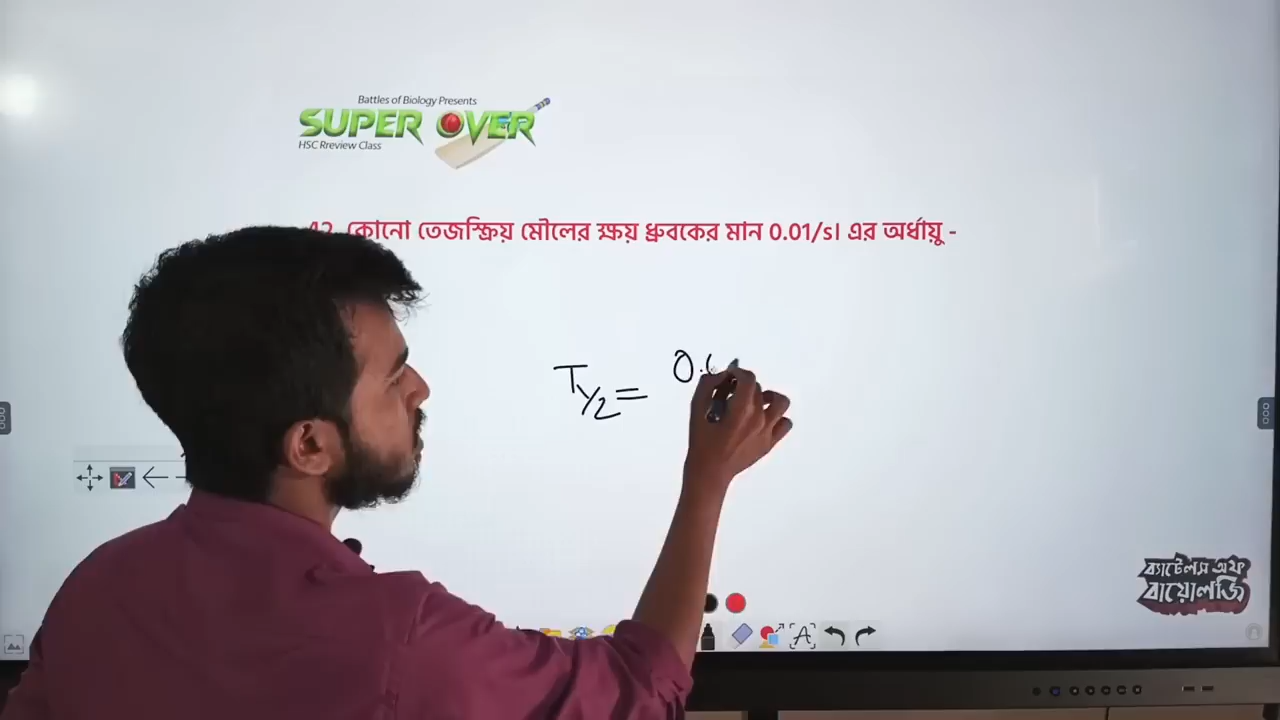 Battles of Biology Presents
SUPER OVER
HSC Rreview Class
42. কোনো তেজস্ক্রিয় মৌলের ক্ষয় ধ্রুবকের মান 0.01/s। এর অর্ধায়ু -
T½ = 0.6
ব্যাটেলস অফ
বায়োলজি